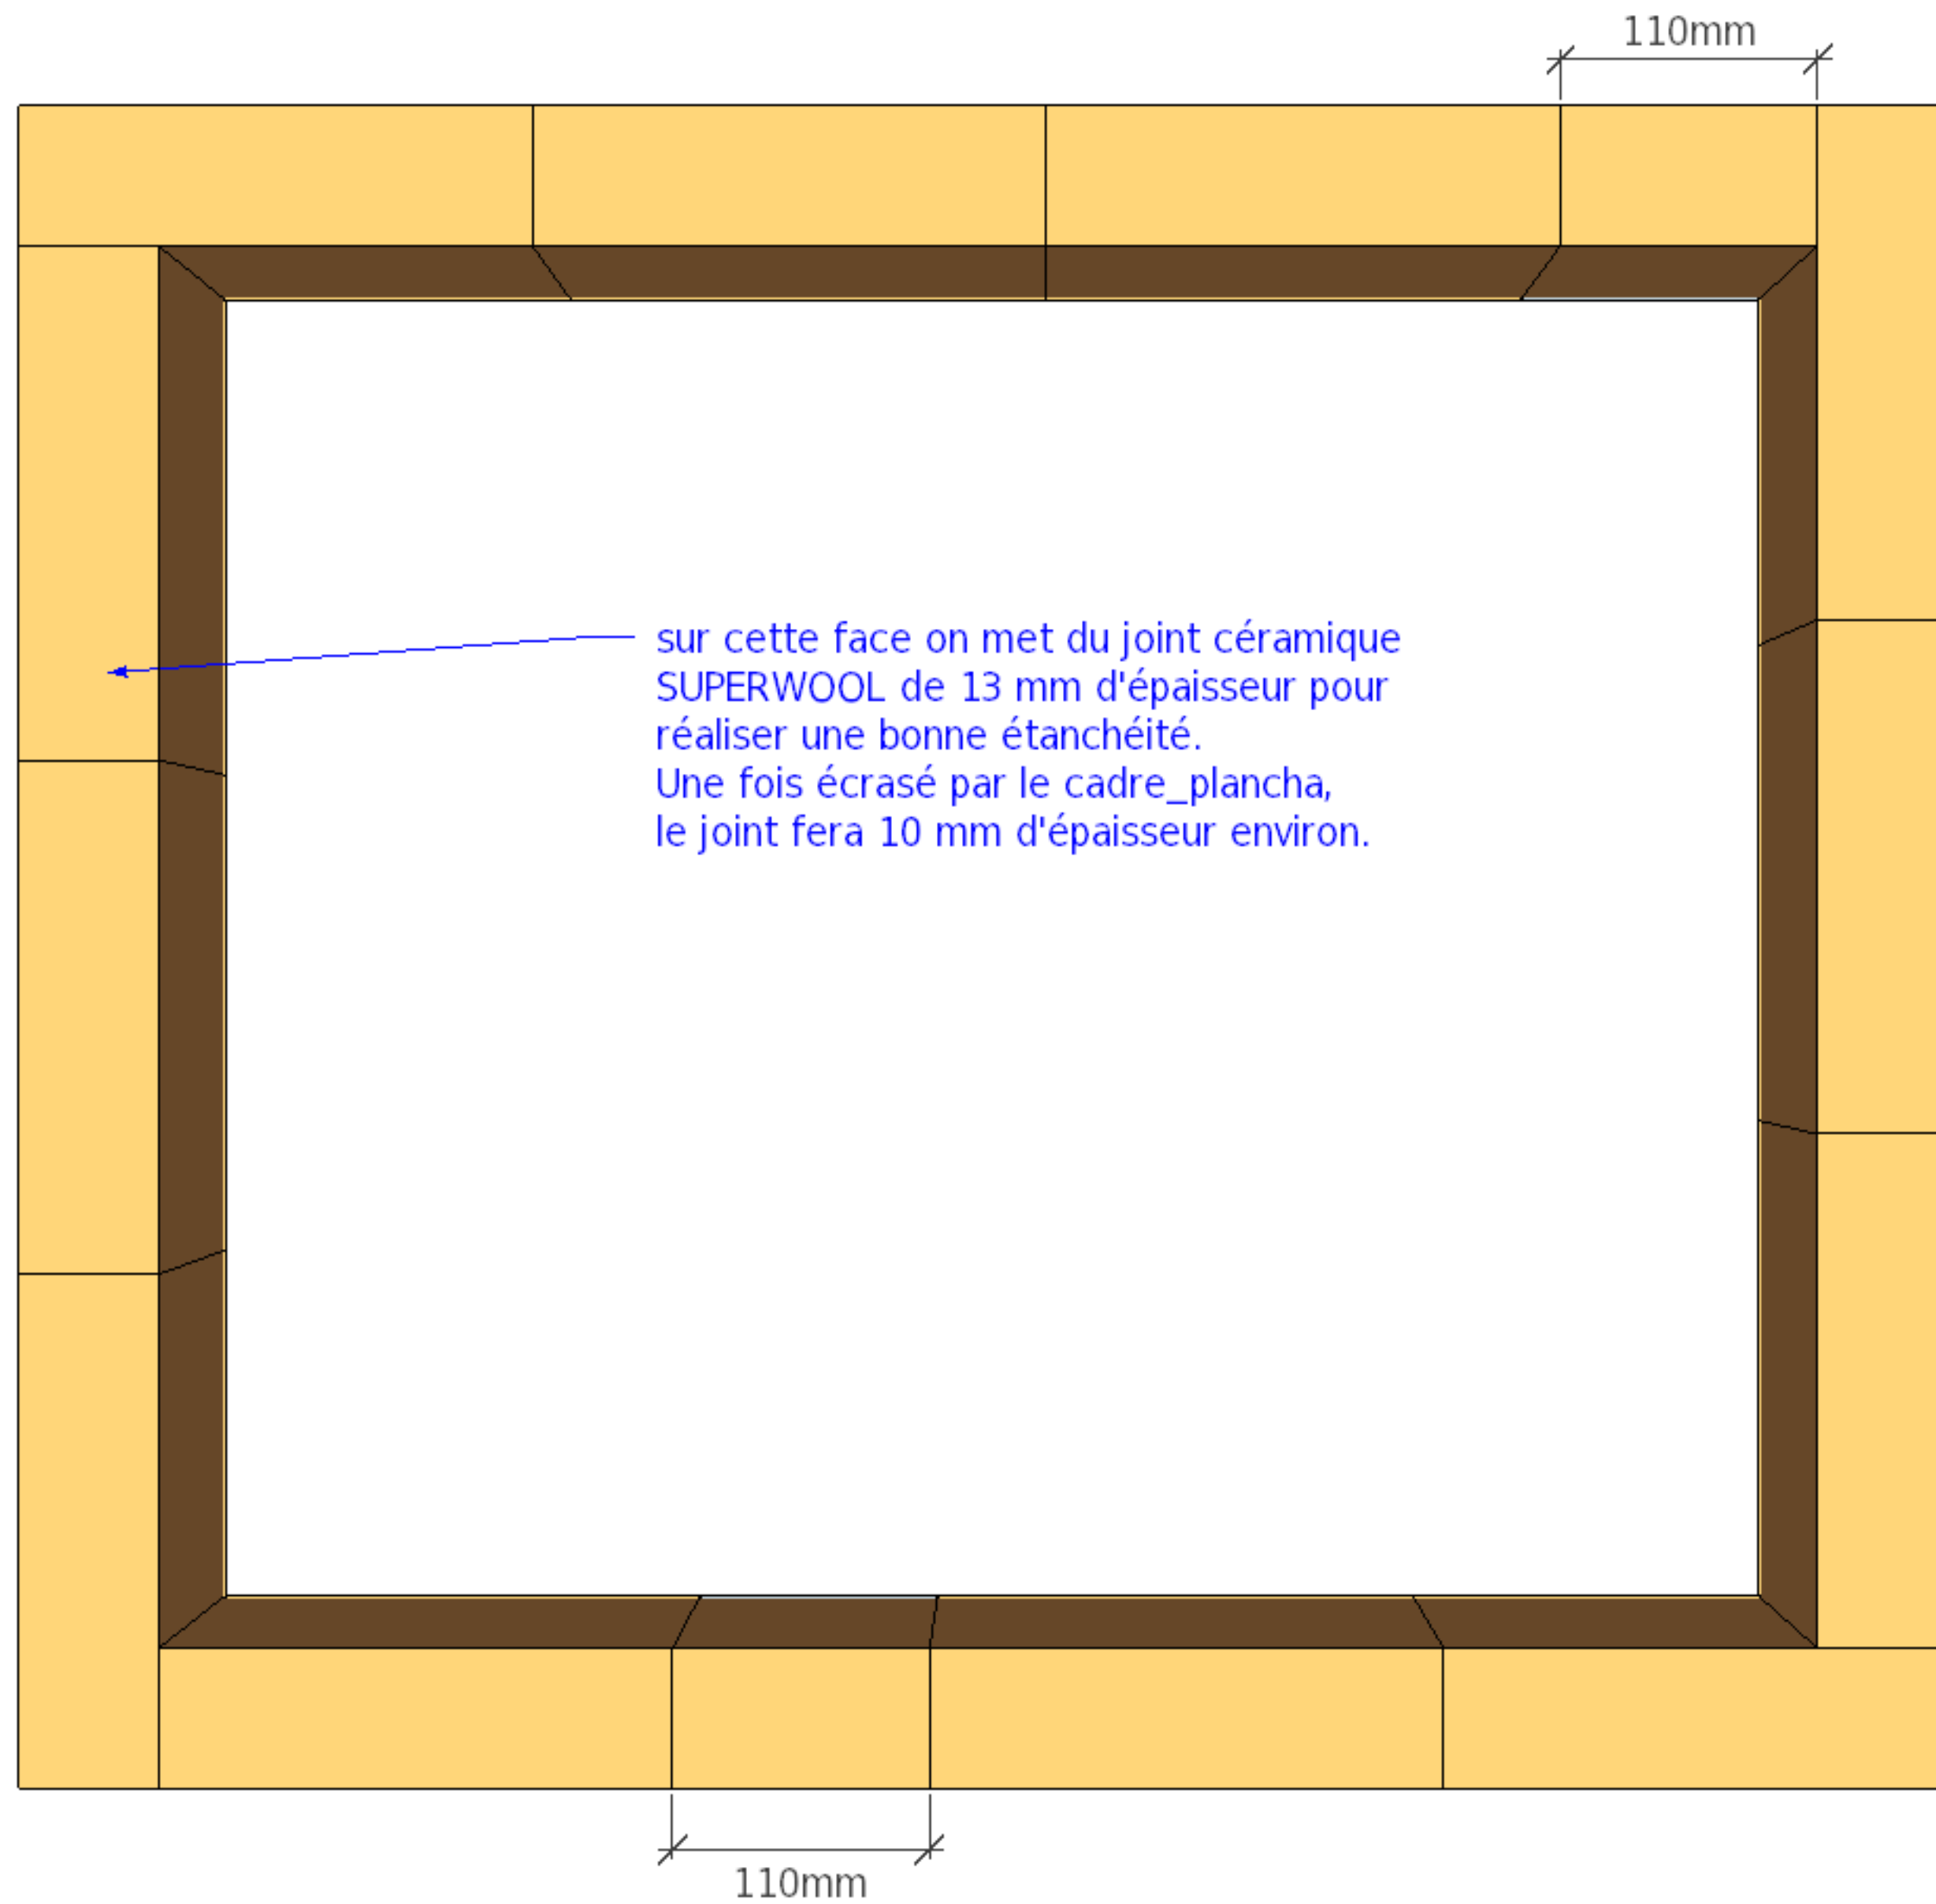 110mm
sur cette face on met du joint céramique
SUPERWOOL de 13 mm d'épaisseur pour
réaliser une bonne étanchéité.
Une fois écrasé par le cadre_plancha,
le joint fera 10 mm d'épaisseur environ.
110mm